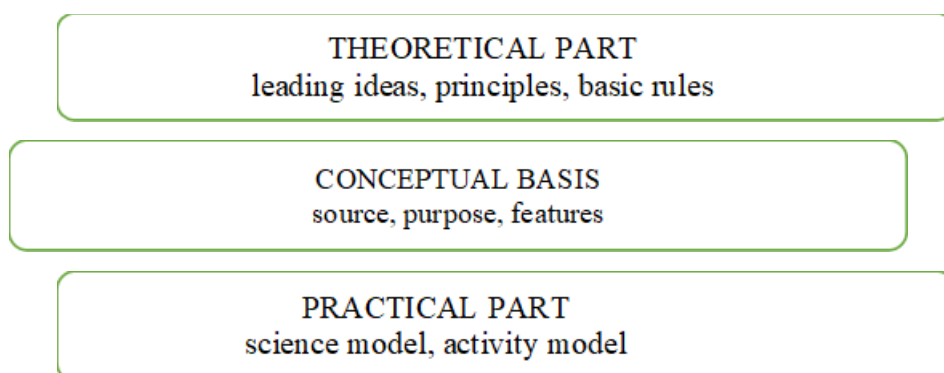 THEORETICAL PART
leading ideas, principles, basic rules
CONCEPTUAL BASIS
source, purpose, features
PRACTICAL PART
science model, activity model